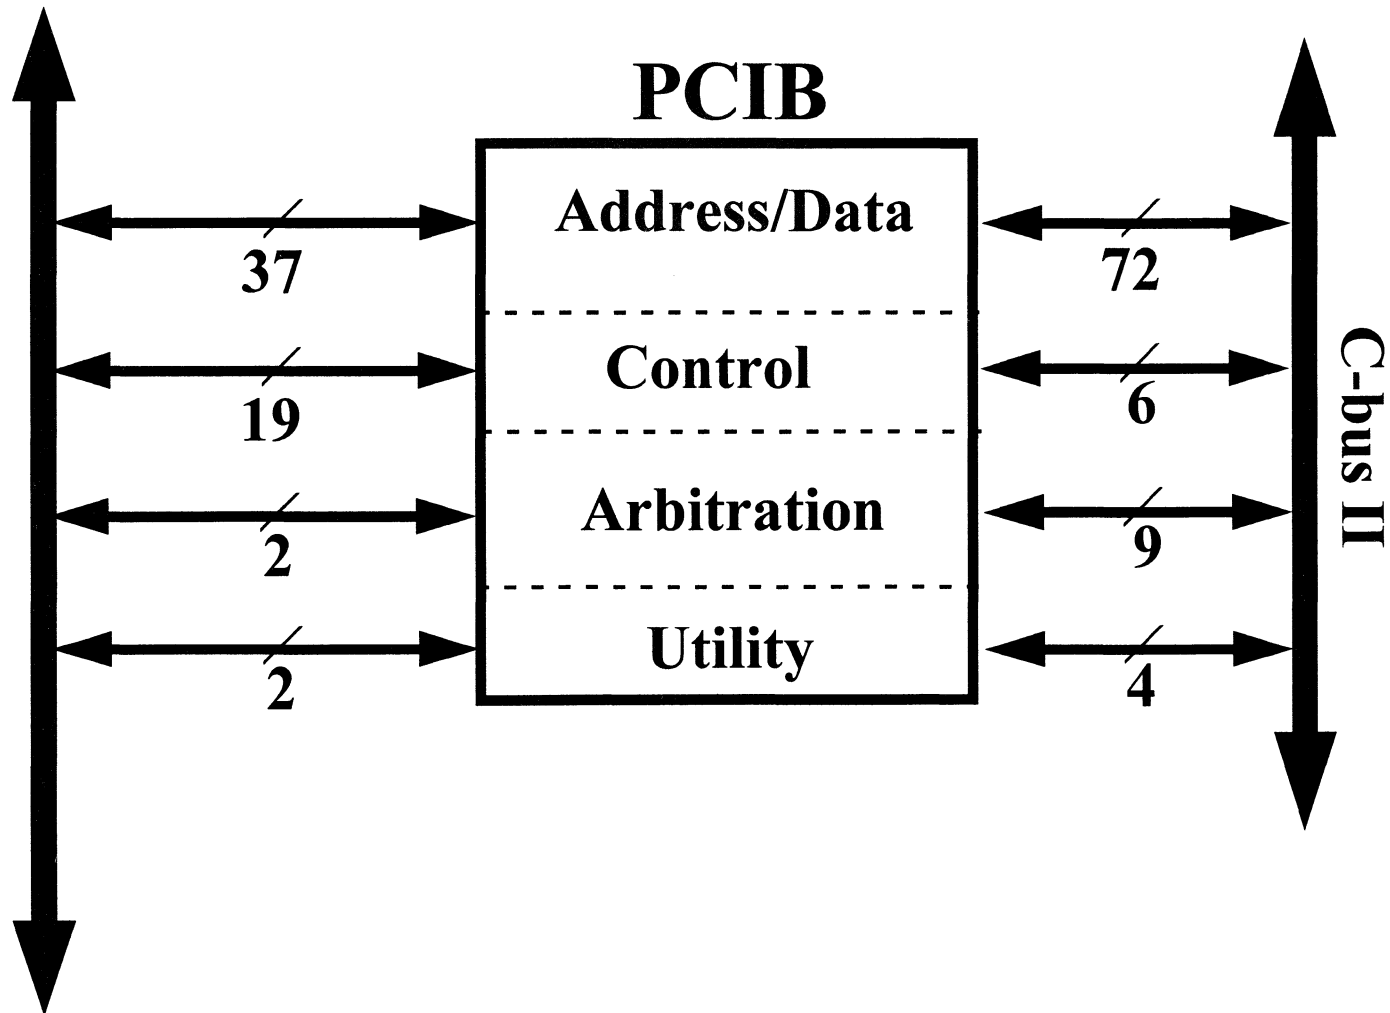 PCIB
Address/Data
37
72
Control
19
6
Arbitration
2
9
Utility
2
4
C-bus II